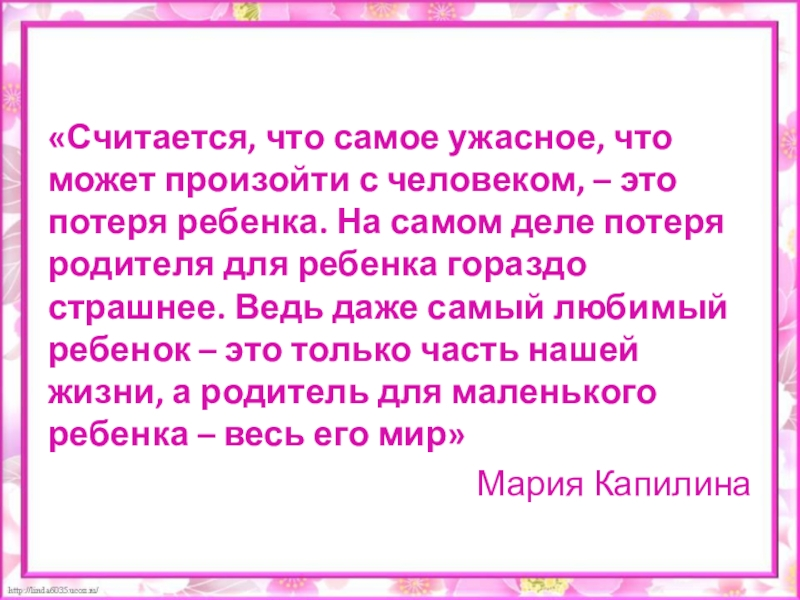 «Считается, что самое ужасное, что
может произойти с человеком, – это
потеря ребенка. На самом деле потеря
родителя для ребенка гораздо
страшнее. Ведь даже самый любимый
ребенок – это только часть нашей
жизни, а родитель для маленького
ребенка – весь его мир»
Мария Капилина
http://linda6035.ucoz.ru/